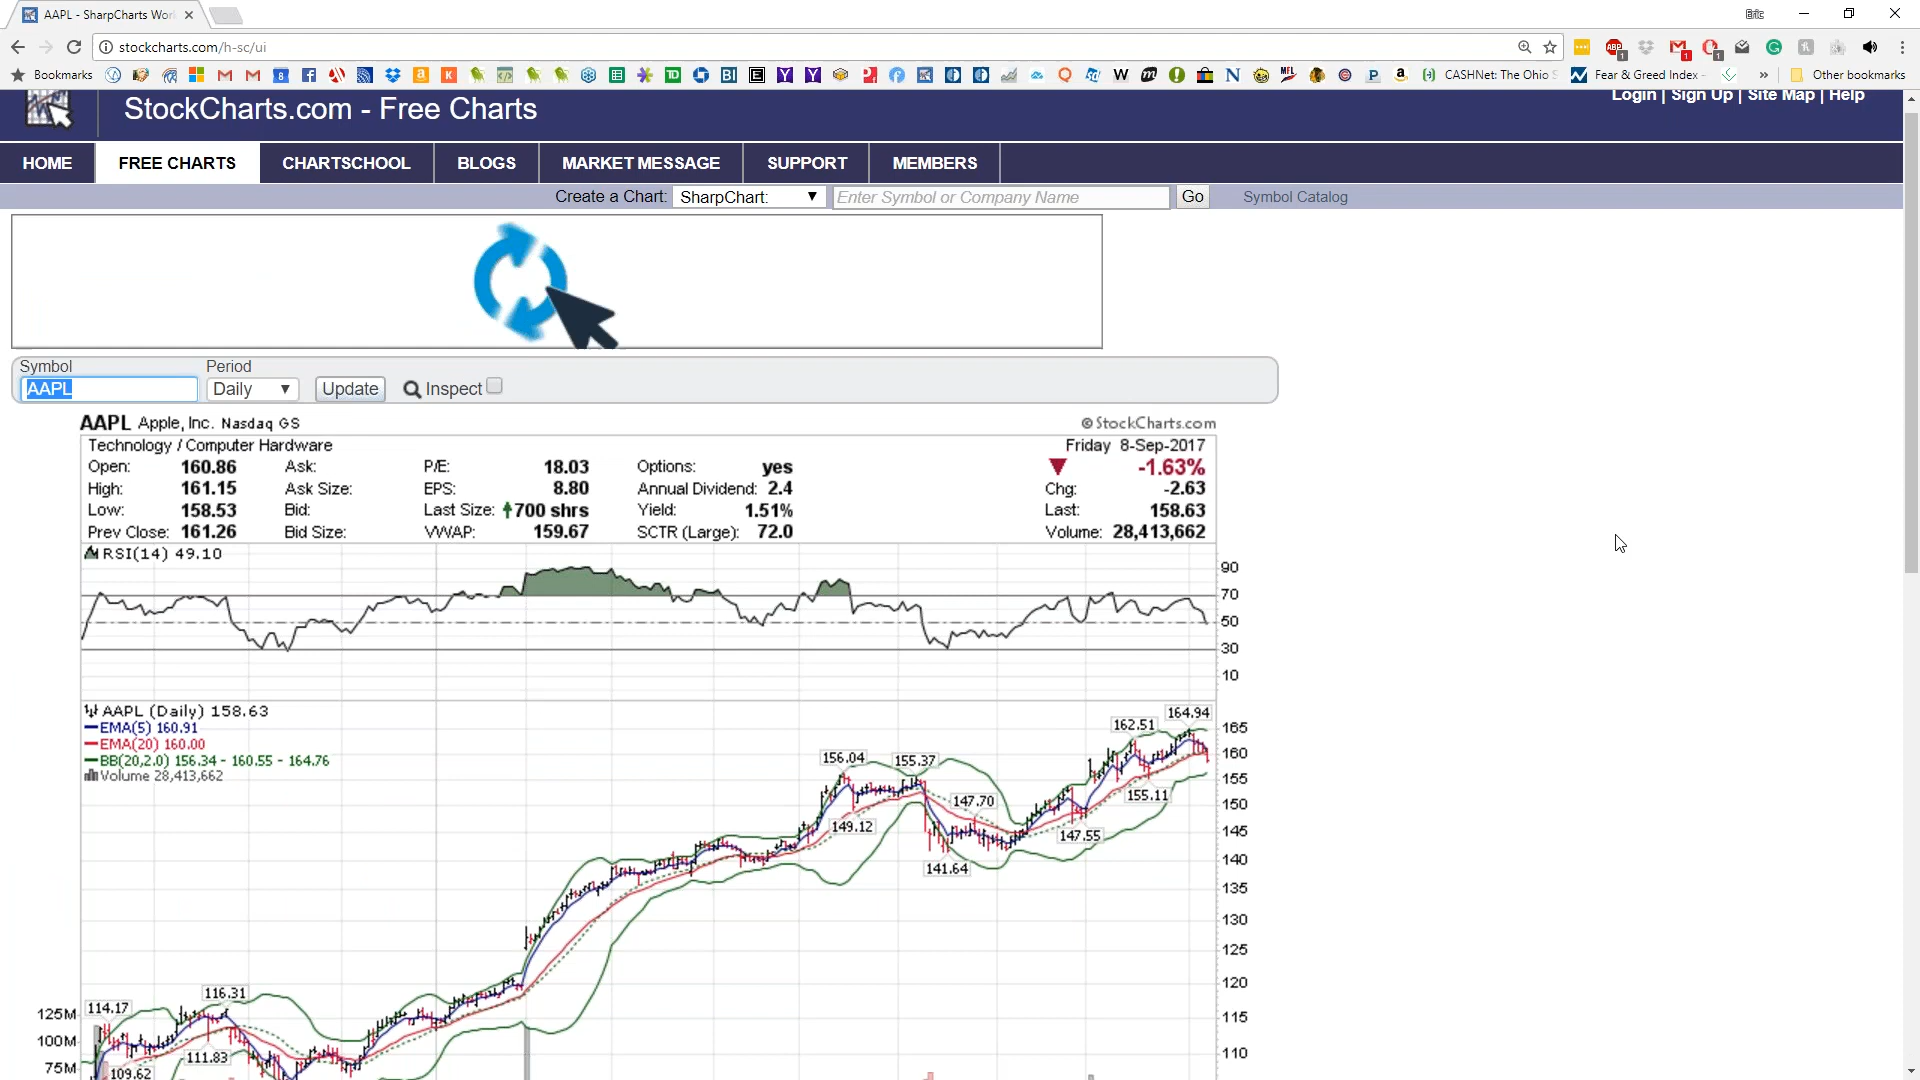 AAPL - SharpCharts Wor
Eric
stockcharts.com/h-sc/ui
Bookmarks
CASHNet: The Ohio S
Fear & Greed Index -
Other bookmarks
StockCharts.com - Free Charts
Login | Sign Up | Site Map | Help
HOME FREE CHARTS CHARTSCHOOL BLOGS MARKET MESSAGE SUPPORT MEMBERS
Create a Chart: SharpChart: Enter Symbol or Company Name Go Symbol Catalog
Symbol Period
AAPL Daily Update Inspect
AAPL Apple, Inc. Nasdaq GS © StockCharts.com
Technology / Computer Hardware Friday 8-Sep-2017
Open: 160.86 Ask: P/E: 18.03 Options: yes -1.63%
High: 161.15 Ask Size: EPS: 8.80 Annual Dividend: 2.4 Chg: -2.63
Low: 158.53 Bid: Last Size: 700 shrs Yield: 1.51% Last: 158.63
Prev Close: 161.26 Bid Size: VWAP: 159.67 SCTR (Large): 72.0 Volume: 28,413,662
RSI(14) 49.10
90
70
50
30
10
AAPL (Daily) 158.63
EMA(5) 160.91
EMA(20) 160.00
BB(20,2.0) 156.34 - 160.55 - 164.76
Volume 28,413,662
164.94
162.51
165
160
156.04
155.37
155
155.11
147.70
150
149.12
147.55
145
141.64
140
135
130
125
120
116.31
114.17
125M
115
100M
111.83
110
75M
109.62